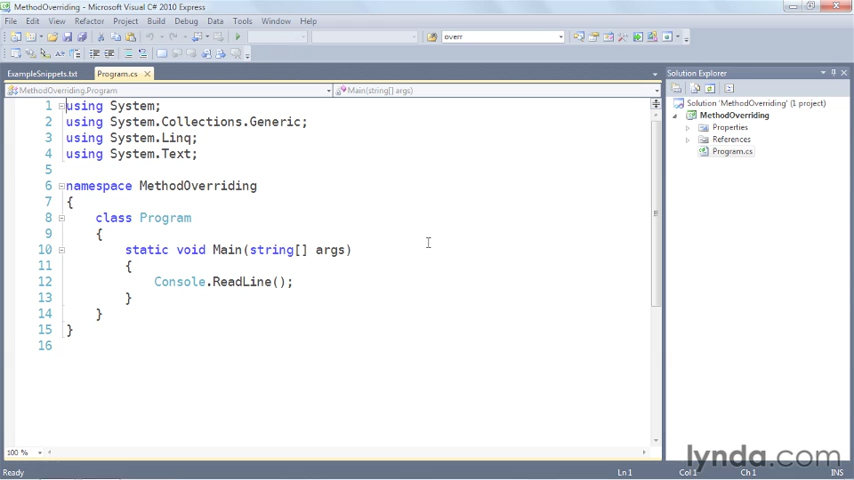 MethodOverriding - Microsoft Visual C# 2010 Express
File Edit View Refactor Project Build Debug Data Tools Window Help
overr
ExampleSnippets.txt Program.cs
MethodOverriding.Program Main(string[] args)
1 using System;
2 using System.Collections.Generic;
3 using System.Linq;
4 using System.Text;
5
6 namespace MethodOverriding
7 {
8 class Program
9 {
10 static void Main(string[] args)
11 {
12 Console.ReadLine();
13 }
14 }
15 }
16
100 %
Solution Explorer
Solution 'MethodOverriding' (1 project)
MethodOverriding
Properties
References
Program.cs
Ready Ln 1 Col 1 Ch 1 INS
lynda.com